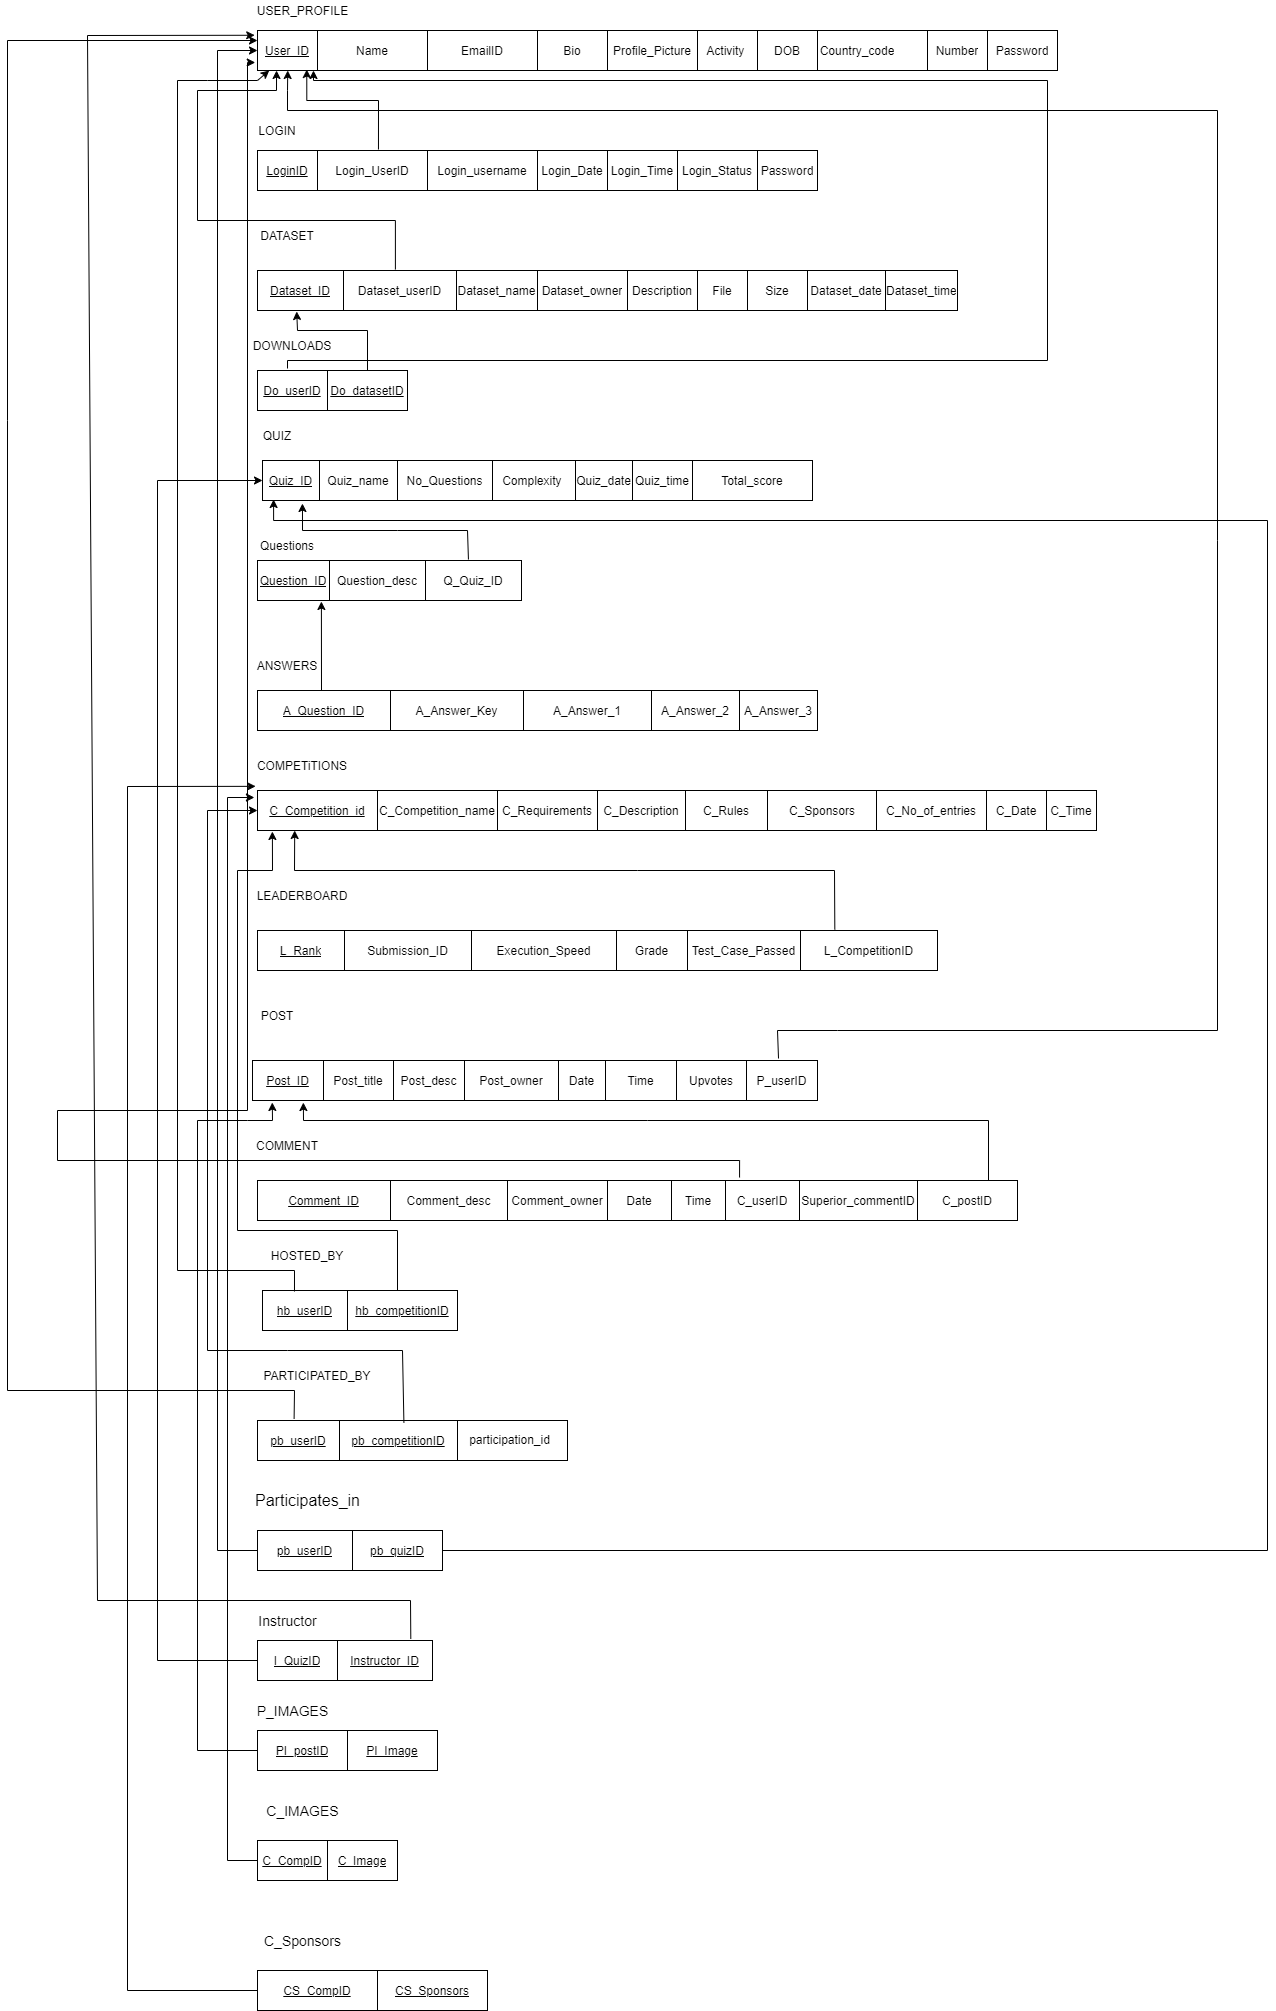 USER_PROFILE
User_ID Name EmailID Bio Profile_Picture Activity DOB Country_code Number Password
LOGIN
LoginID Login_UserID Login_username Login_Date Login_Time Login_Status Password
DATASET
Dataset_ID Dataset_userID Dataset_name Dataset_owner Description File Size Dataset_date Dataset_time
DOWNLOADS
Do_userID Do_datasetID
QUIZ
Quiz_ID Quiz_name No_Questions Complexity Quiz_date Quiz_time Total_score
Questions
Question_ID Question_desc Q_Quiz_ID
ANSWERS
A_Question_ID A_Answer_Key A_Answer_1 A_Answer_2 A_Answer_3
COMPETiTIONS
C_Competition_id C_Competition_name C_Requirements C_Description C_Rules C_Sponsors C_No_of_entries C_Date C_Time
LEADERBOARD
L_Rank Submission_ID Execution_Speed Grade Test_Case_Passed L_CompetitionID
POST
Post_ID Post_title Post_desc Post_owner Date Time Upvotes P_userID
COMMENT
Comment_ID Comment_desc Comment_owner Date Time C_userID Superior_commentID C_postID
HOSTED_BY
hb_userID hb_competitionID
PARTICIPATED_BY
pb_userID pb_competitionID participation_id
Participates_in
pb_userID pb_quizID
Instructor
I_QuizID Instructor_ID
P_IMAGES
PI_postID PI_Image
C_IMAGES
C_CompID C_Image
C_Sponsors
CS_CompID CS_Sponsors